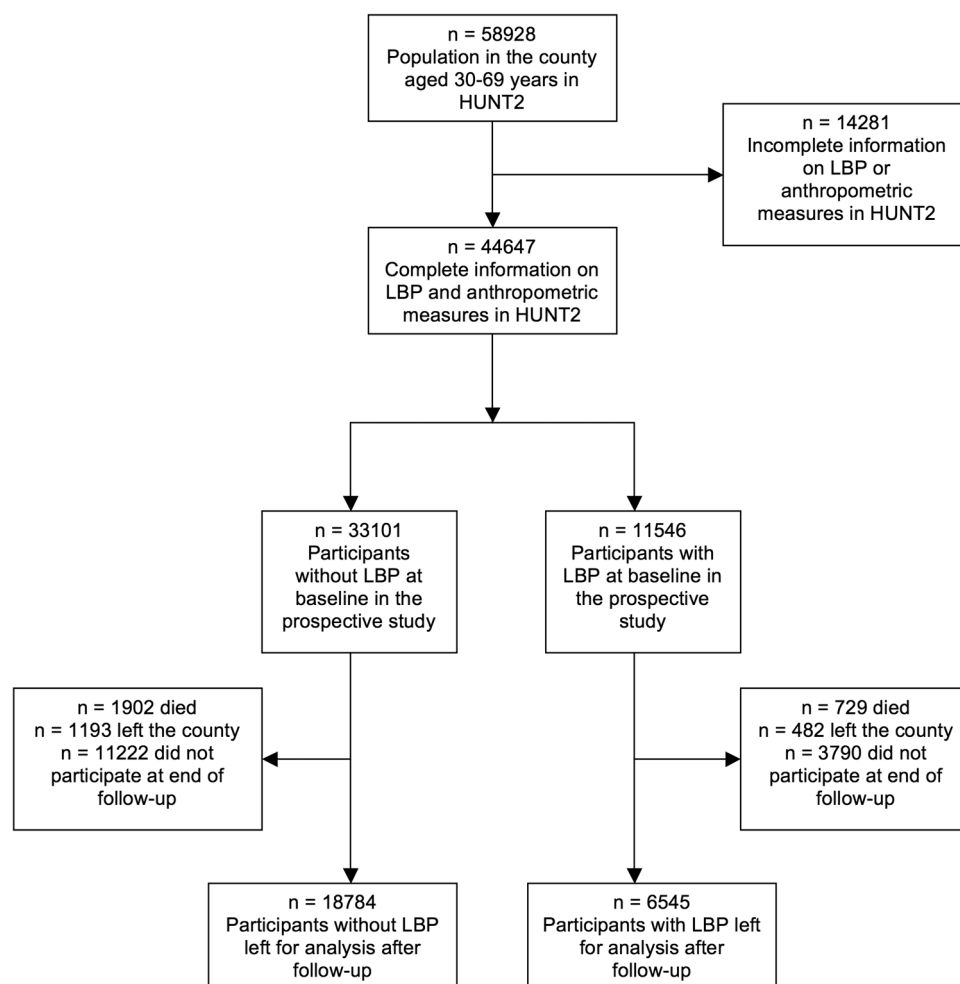 n = 58928
Population in the county
aged 30-69 years in
HUNT2
n = 14281
Incomplete information
on LBP or
anthropometric
measures in HUNT2
n = 44647
Complete information on
LBP and anthropometric
measures in HUNT2
n = 33101
Participants
without LBP at
baseline in the
prospective study
n = 11546
Participants with
LBP at baseline in
the prospective
study
n = 1902 died
n = 1193 left the county
n = 11222 did not
participate at end of
follow-up
n = 729 died
n = 482 left the county
n = 3790 did not
participate at end of
follow-up
n = 18784
Participants without LBP
left for analysis after
follow-up
n = 6545
Participants with LBP left
for analysis after
follow-up